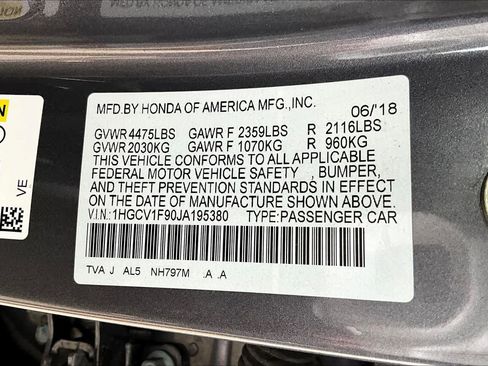 MFD.BY HONDA OF AMERICA MFG.,INC. 06/'18
GVWR 4475LBS GAWR F 2359LBS R 2116LBS
GVWR 2030KG GAWR F 1070KG R 960KG
THIS VEHICLE CONFORMS TO ALL APPLICABLE
FEDERAL MOTOR VEHICLE SAFETY , BUMPER,
AND THEFT PREVENTION STANDARDS IN EFFECT
ON THE DATE OF MANUFACTURE SHOWN ABOVE.
V.I.N: 1HGCV1F90JA195380 TYPE:PASSENGER CAR
TVA J AL5 NH797M .A .A
VE